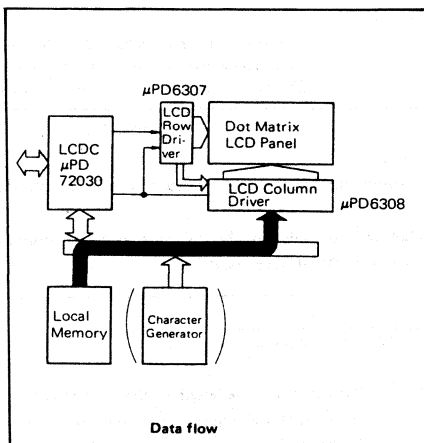 μPD6307
LCDC
μPD
72030
LCD
Row
Dri-
ver
Dot Matrix
LCD Panel
LCD Column
Driver
μPD6308
Local
Memory
Character
Generator
Data flow